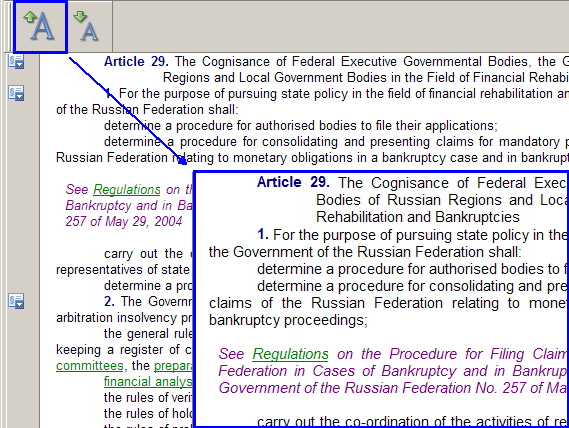 A A
Article 29. The Cognisance of Federal Executive Governmental Bodies, the G
Regions and Local Government Bodies in the Field of Financial Rehabi
1. For the purpose of pursuing state policy in the field of financial rehabilitation an
of the Russian Federation shall:
determine a procedure for authorised bodies to file their applications;
determine a procedure for consolidating and presenting claims for mandatory p
Russian Federation relating to monetary obligations in a bankruptcy case and in bankrupt
See Regulations on th
Bankruptcy and in Ba
257 of May 29, 2004
carry out the c
representatives of state
determine a pro
2. The Governm
arbitration insolvency pr
the general rule
keeping a register of c
committees, the prepara
financial analys
the rules of veri
the rules of hold
Article 29. The Cognisance of Federal Exec
Bodies of Russian Regions and Loca
Rehabilitation and Bankruptcies
1. For the purpose of pursuing state policy in the
the Government of the Russian Federation shall:
determine a procedure for authorised bodies to f
determine a procedure for consolidating and pre
claims of the Russian Federation relating to monet
bankruptcy proceedings;
See Regulations on the Procedure for Filing Claim
Federation in Cases of Bankruptcy and in Bankrup
Government of the Russian Federation No. 257 of Ma
carry out the co-ordination of the activities of re